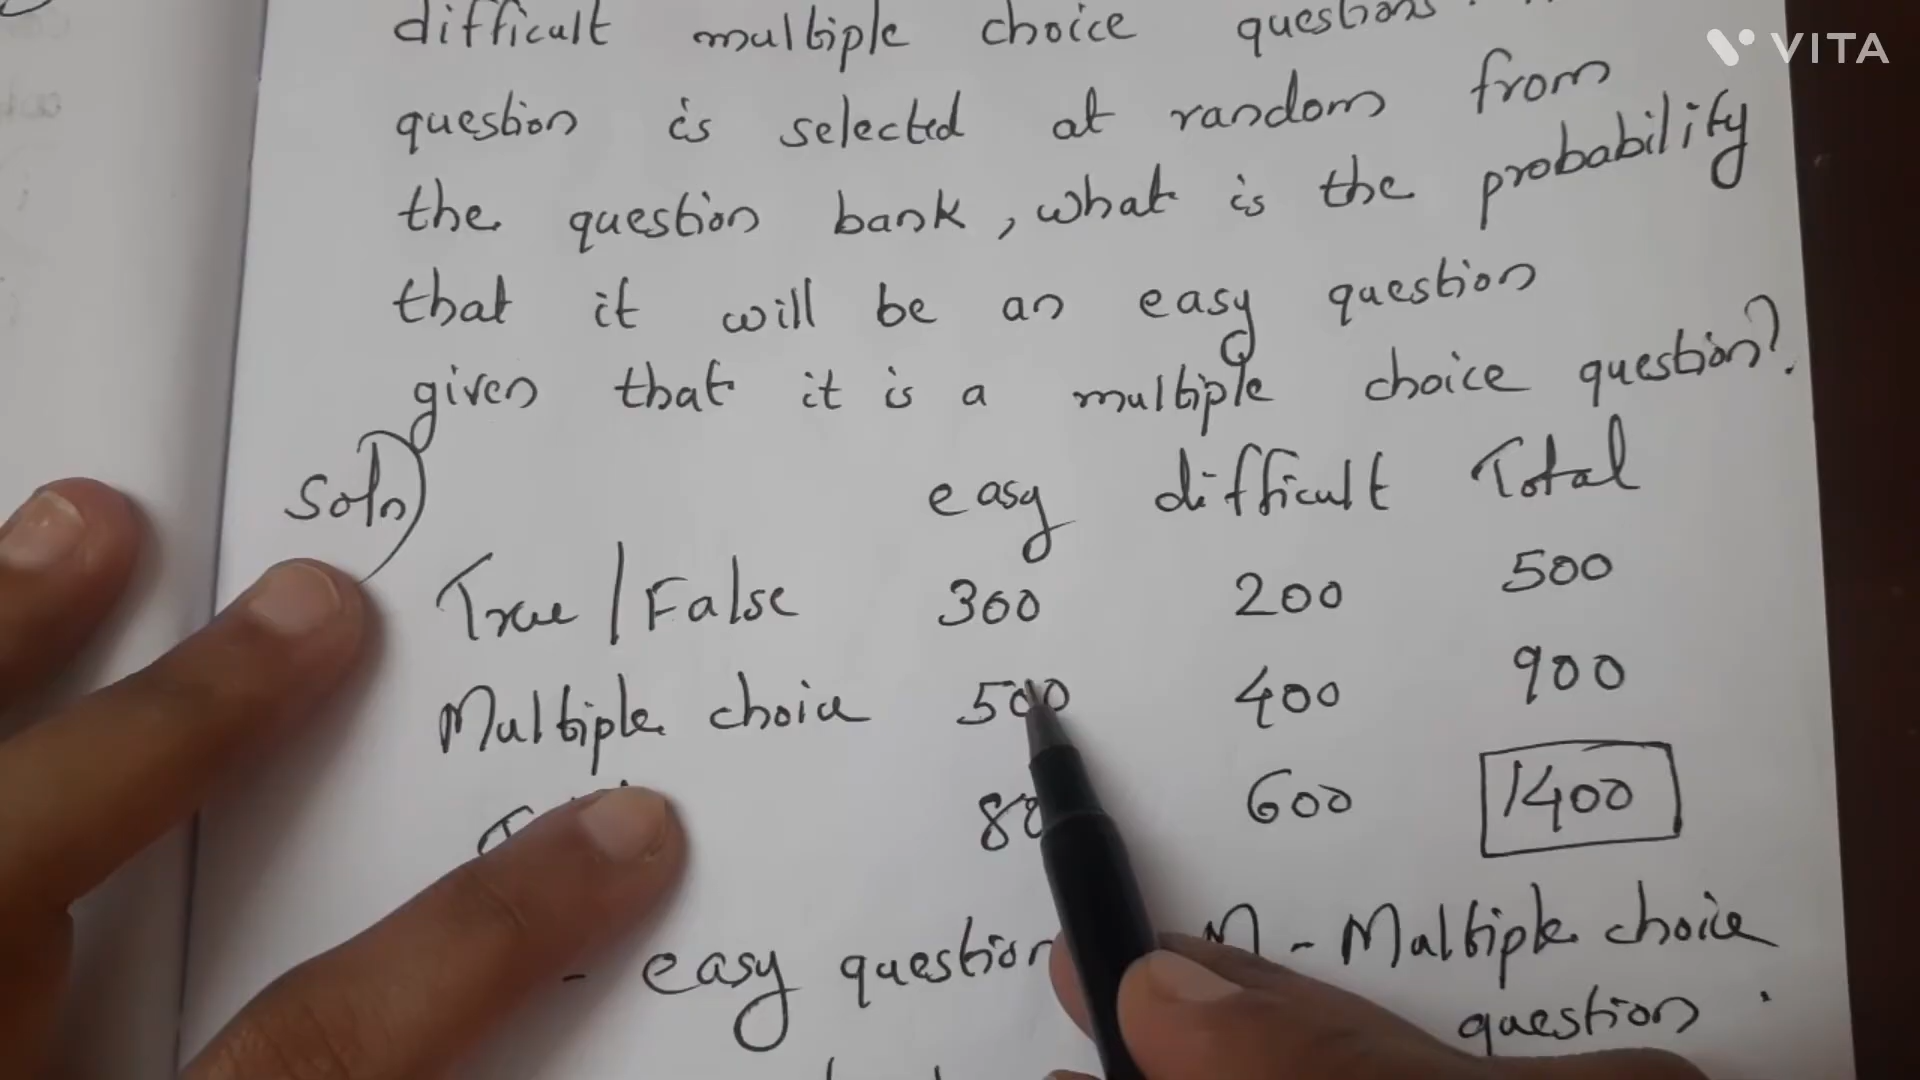 VITA
difficult multiple choice questions.
question is selected at random from
the question bank, what is the probability
that it will be an easy question
given that it is a multiple choice question?
Soln)
easy difficult Total
True/False 300 200 500
Multiple choice 500 400 900
600 1400
- easy question M - Multiple choice
question.